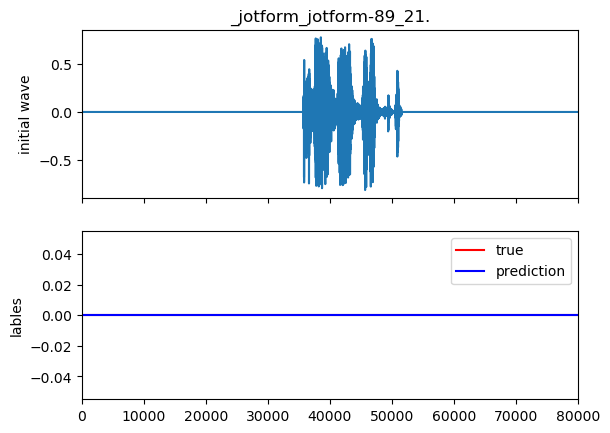 _jotform_jotform-89_21.
initial wave
0.5
0.0
−0.5
lables
0.04
0.02
0.00
−0.02
−0.04
true
prediction
0 10000 20000 30000 40000 50000 60000 70000 80000